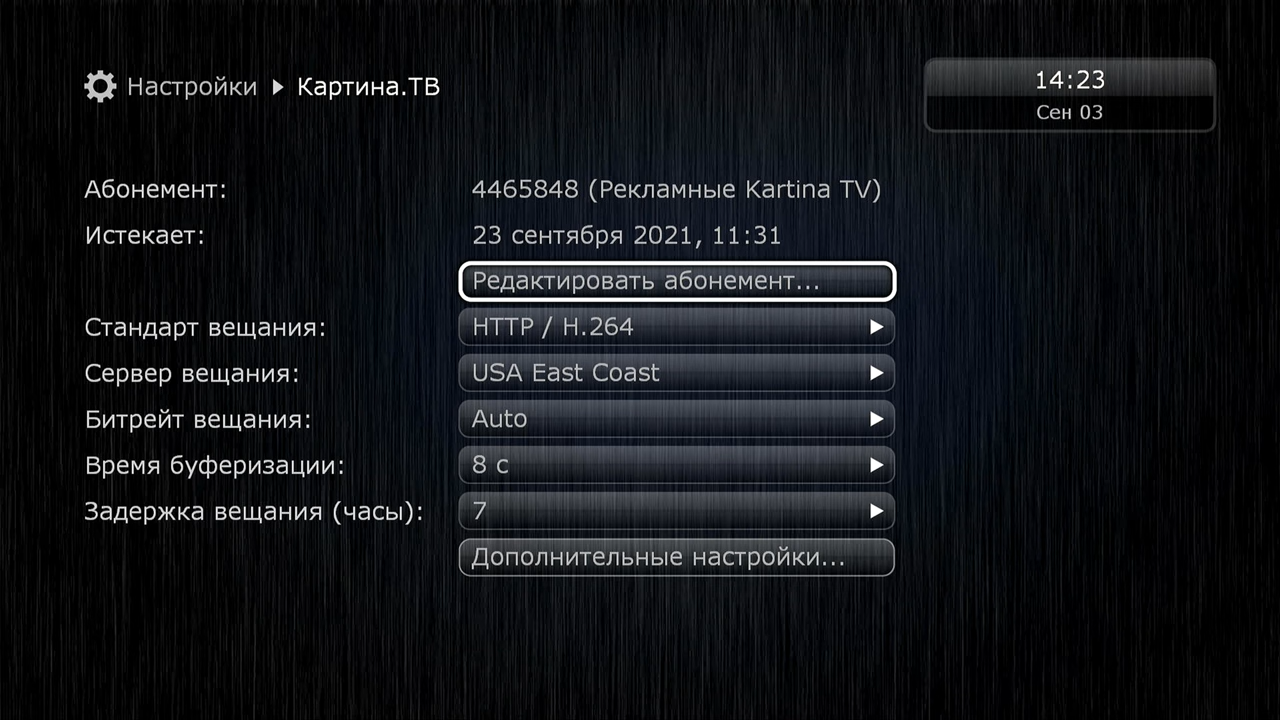 Настройки ▶ Картина.ТВ
14:23
Сен 03
Абонемент: 4465848 (Рекламные Kartina TV)
Истекает: 23 сентября 2021, 11:31
Редактировать абонемент...
Стандарт вещания: HTTP / H.264
Сервер вещания: USA East Coast
Битрейт вещания: Auto
Время буферизации: 8 с
Задержка вещания (часы): 7
Дополнительные настройки...